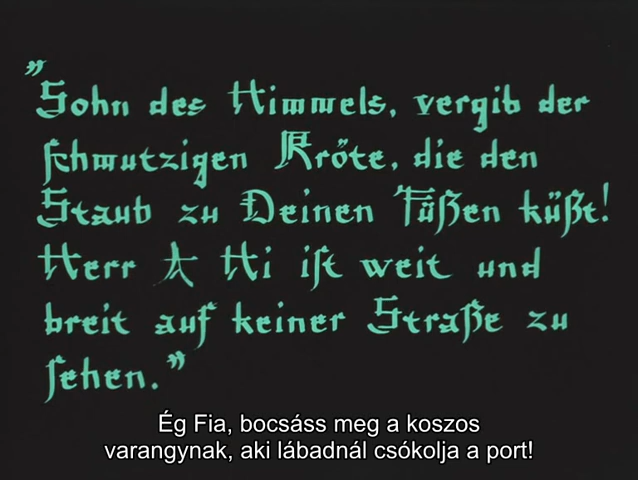 "Sohn des Himmels, vergib der
schmutzigen Kröte, die den
Staub zu Deinen Füßen küßt!
Herr A Hi ist weit und
breit auf keiner Straße zu
sehen."
Ég Fia, bocsáss meg a koszos
varangynak, aki lábadnál csókolja a port!